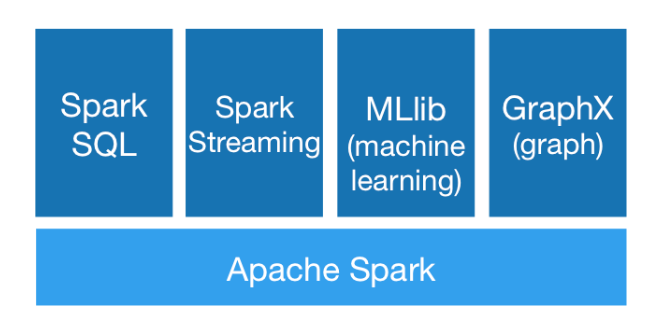 Spark
SQL
Spark
Streaming
MLlib
(machine
learning)
GraphX
(graph)
Apache Spark